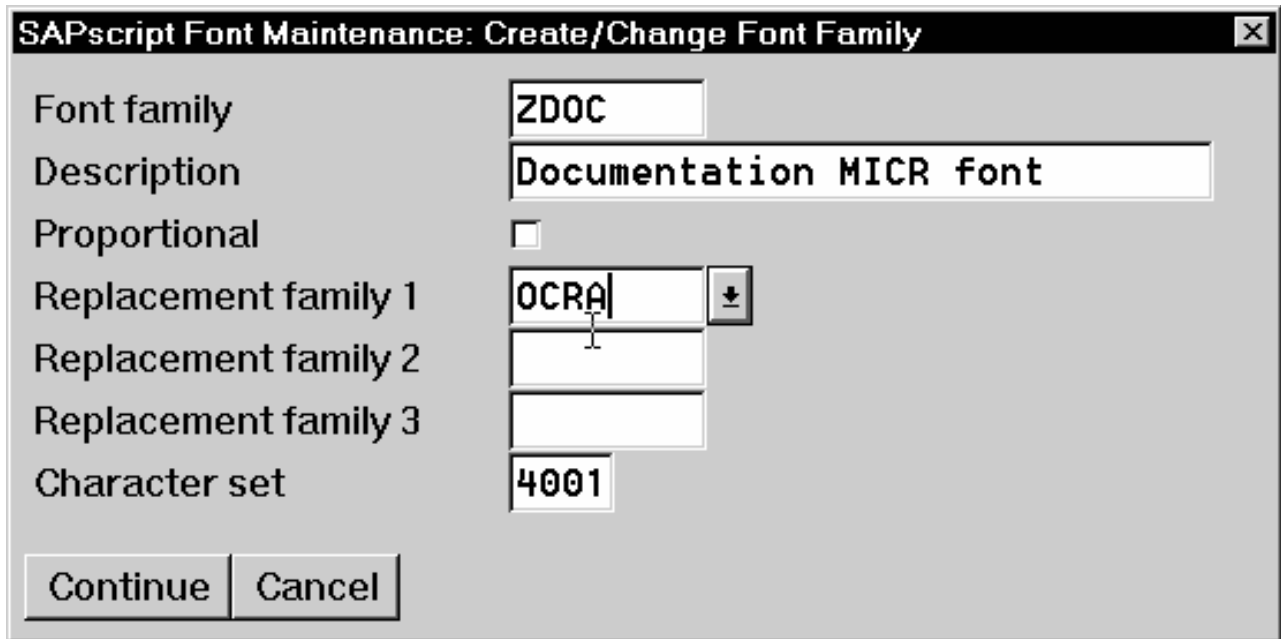 SAPscript Font Maintenance: Create/Change Font Family
Font family ZDOC
Description Documentation MICR font
Proportional
Replacement family 1 OCRA
Replacement family 2
Replacement family 3
Character set 4001
Continue Cancel